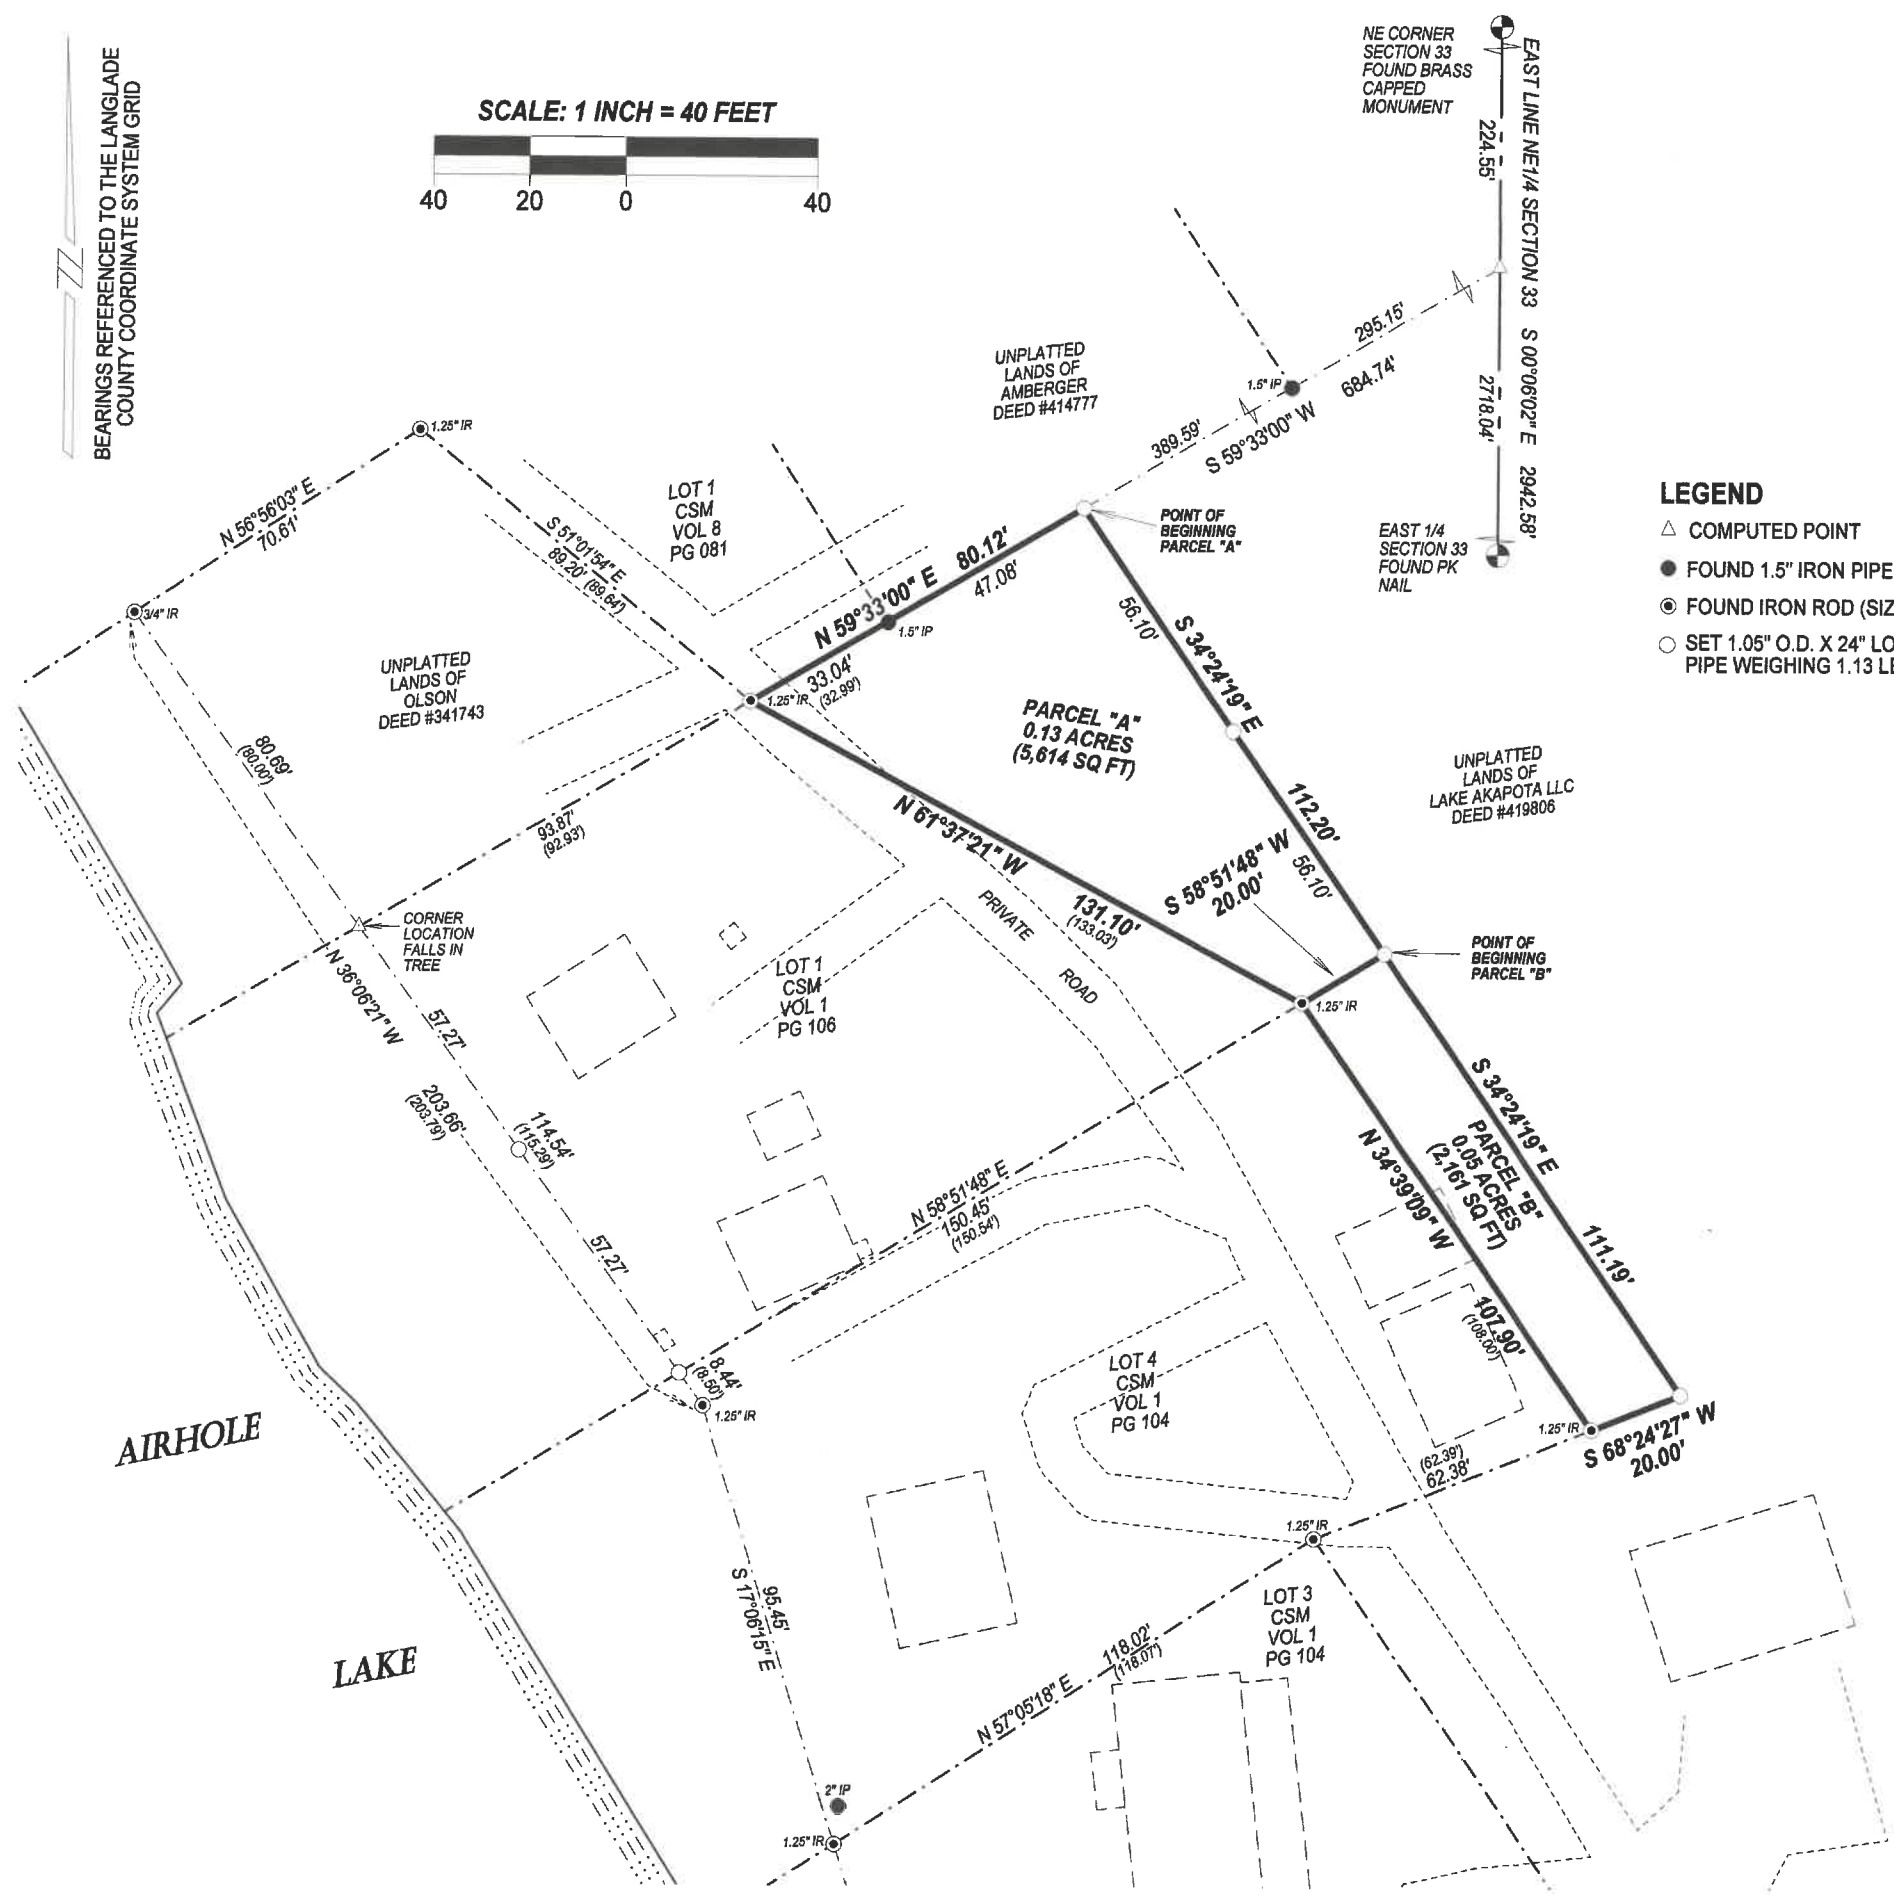 BEARINGS REFERENCED TO THE LANGLADE
COUNTY COORDINATE SYSTEM GRID
SCALE: 1 INCH = 40 FEET
40 20 0 40
NE CORNER
SECTION 33
FOUND BRASS
CAPPED
MONUMENT
EAST LINE NE1/4 SECTION 33 S 00°06'02" E 2942.58'
224.55'
2718.04'
EAST 1/4
SECTION 33
FOUND PK
NAIL
295.15'
684.74'
1.5" IP
389.59'
S 59°33'00" W
UNPLATTED
LANDS OF
AMBERGER
DEED #414777
LEGEND
COMPUTED POINT
FOUND 1.5" IRON PIPE
FOUND IRON ROD (SIZ
SET 1.05" O.D. X 24" LO
PIPE WEIGHING 1.13 LB
1.25" IR
N 56°56'03" E
70.61'
3/4" IR
S 51°01'54" E
89.20' (89.64')
LOT 1
CSM
VOL 8
PG 081
N 59°33'00" E 80.12'
47.08'
1.5" IP
33.04'
(32.99')
1.25" IR
POINT OF
BEGINNING
PARCEL "A"
56.10'
S 34°24'19" E
112.20'
56.10'
UNPLATTED
LANDS OF
OLSON
DEED #341743
PARCEL "A"
0.13 ACRES
(5,614 SQ FT)
UNPLATTED
LANDS OF
LAKE AKAPOTA LLC
DEED #419806
80.69'
(80.00')
93.87'
(92.93')
N 61°37'21" W
131.10'
(133.03')
S 58°51'48" W
20.00'
PRIVATE
ROAD
CORNER
LOCATION
FALLS IN
TREE
POINT OF
BEGINNING
PARCEL "B"
1.25" IR
LOT 1
CSM
VOL 1
PG 106
N 36°06'21" W
57.27'
203.66'
(203.79')
114.54'
(115.29')
57.27'
N 58°51'48" E
150.45'
(150.54')
S 34°24'19" E
111.19'
PARCEL "B"
0.05 ACRES
(2,161 SQ FT)
N 34°39'09" W
107.90'
(108.00')
8.44'
(8.50')
1.25" IR
LOT 4
CSM
VOL 1
PG 104
1.25" IR
S 68°24'27" W
20.00'
(62.39')
62.38'
1.25" IR
AIRHOLE
LAKE
95.45'
S 17°06'15" E
LOT 3
CSM
VOL 1
PG 104
118.02'
(118.07')
N 57°05'18" E
2" IP
1.25" IR